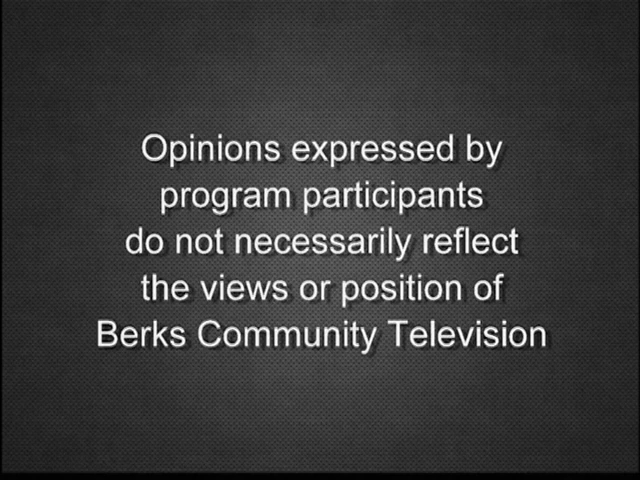 Opinions expressed by
program participants
do not necessarily reflect
the views or position of
Berks Community Television